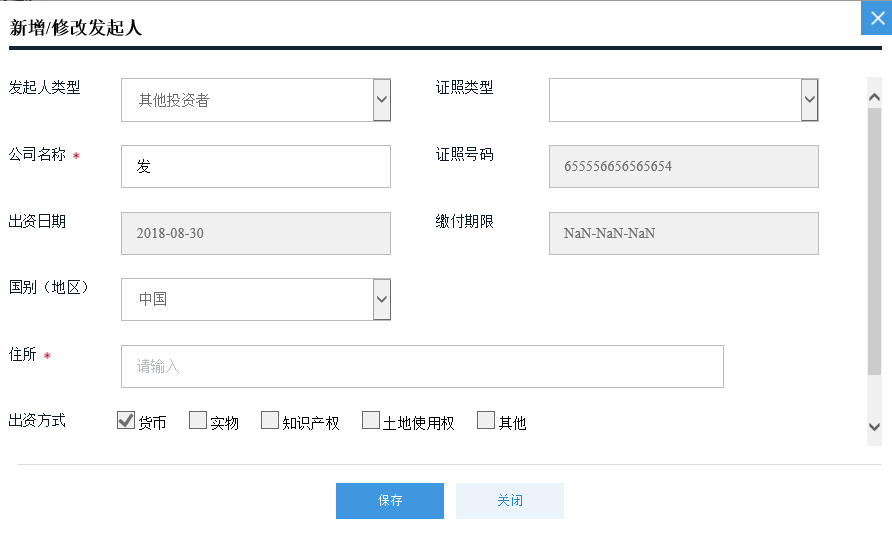 新增/修改发起人
发起人类型 其他投资者 证照类型
公司名称 * 发 证照号码 655556656565654
出资日期 2018-08-30 缴付期限 NaN-NaN-NaN
国别（地区） 中国
住所 * 请输入
出资方式 货币 实物 知识产权 土地使用权 其他
保存 关闭